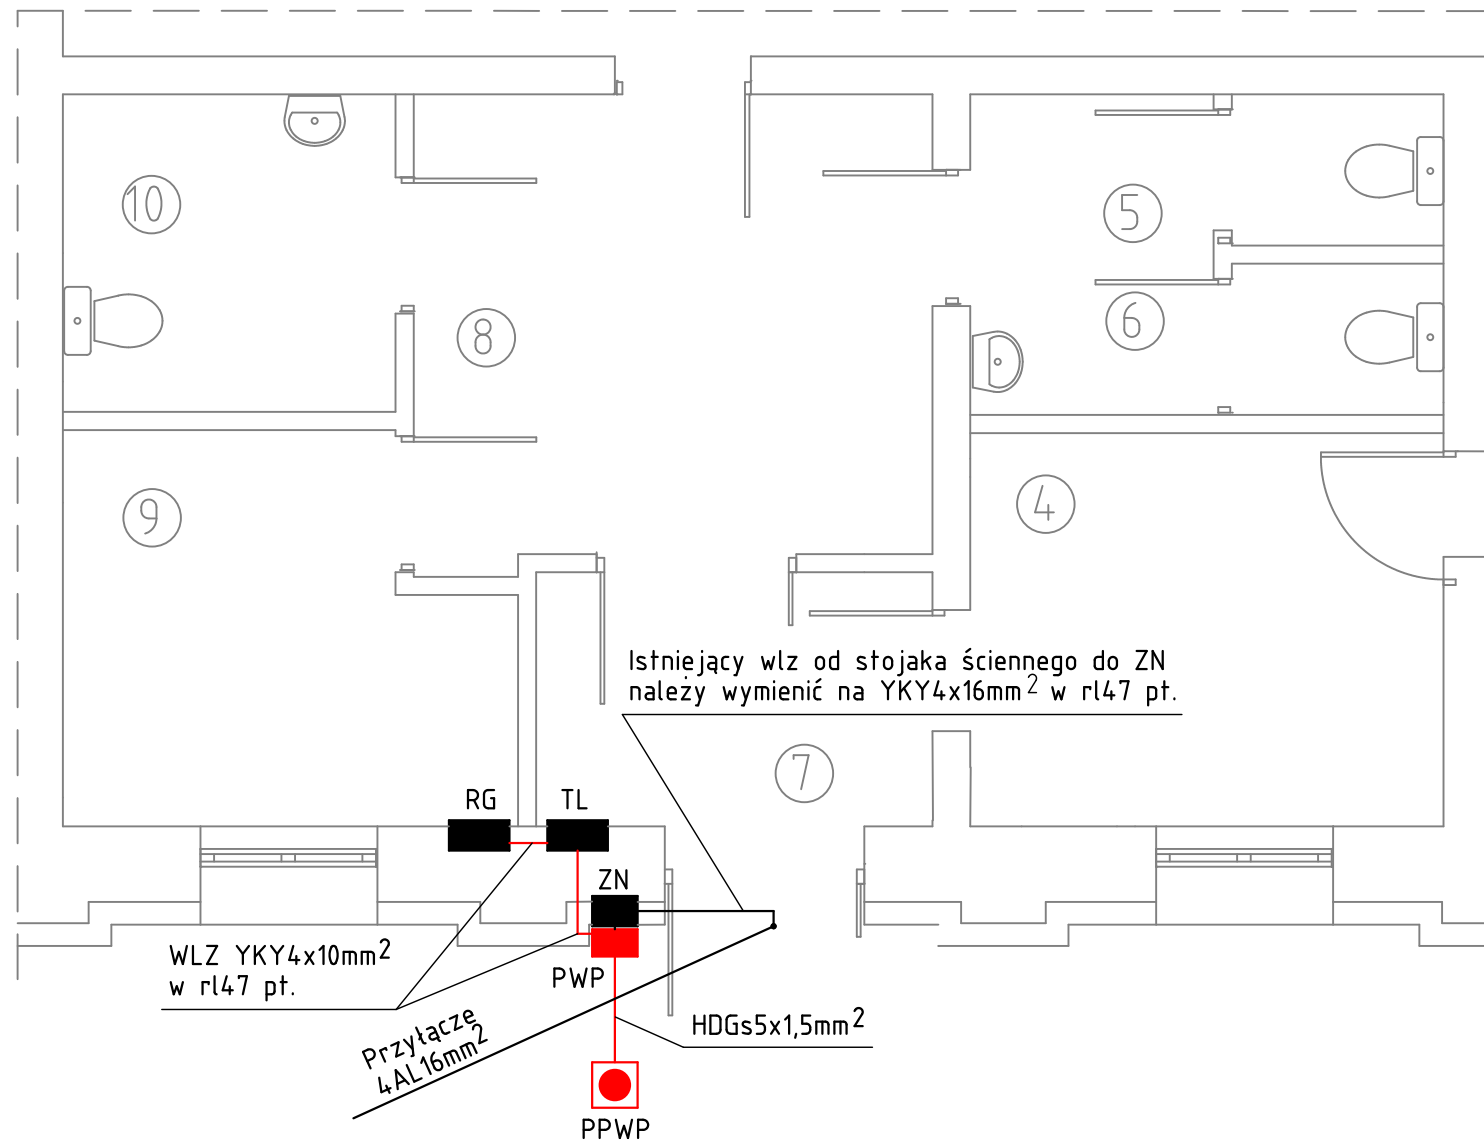 10
5
8
6
9
4
Istniejący wlz od stojaka ściennego do ZN
należy wymienić na YKY4x16mm² w rl47 pt.
7
RG
TL
ZN
WLZ YKY4x10mm²
w rl47 pt.
PWP
Przyłącze
4AL16mm²
HDGs5x1,5mm²
PPWP